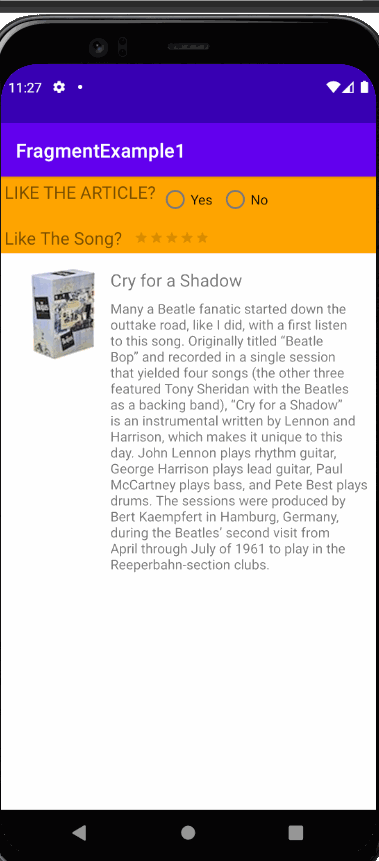 11:27
FragmentExample1
LIKE THE ARTICLE? Yes No
Like The Song?
Cry for a Shadow
Many a Beatle fanatic started down the
outtake road, like I did, with a first listen
to this song. Originally titled “Beatle
Bop” and recorded in a single session
that yielded four songs (the other three
featured Tony Sheridan with the Beatles
as a backing band), “Cry for a Shadow”
is an instrumental written by Lennon and
Harrison, which makes it unique to this
day. John Lennon plays rhythm guitar,
George Harrison plays lead guitar, Paul
McCartney plays bass, and Pete Best plays
drums. The sessions were produced by
Bert Kaempfert in Hamburg, Germany,
during the Beatles’ second visit from
April through July of 1961 to play in the
Reeperbahn-section clubs.